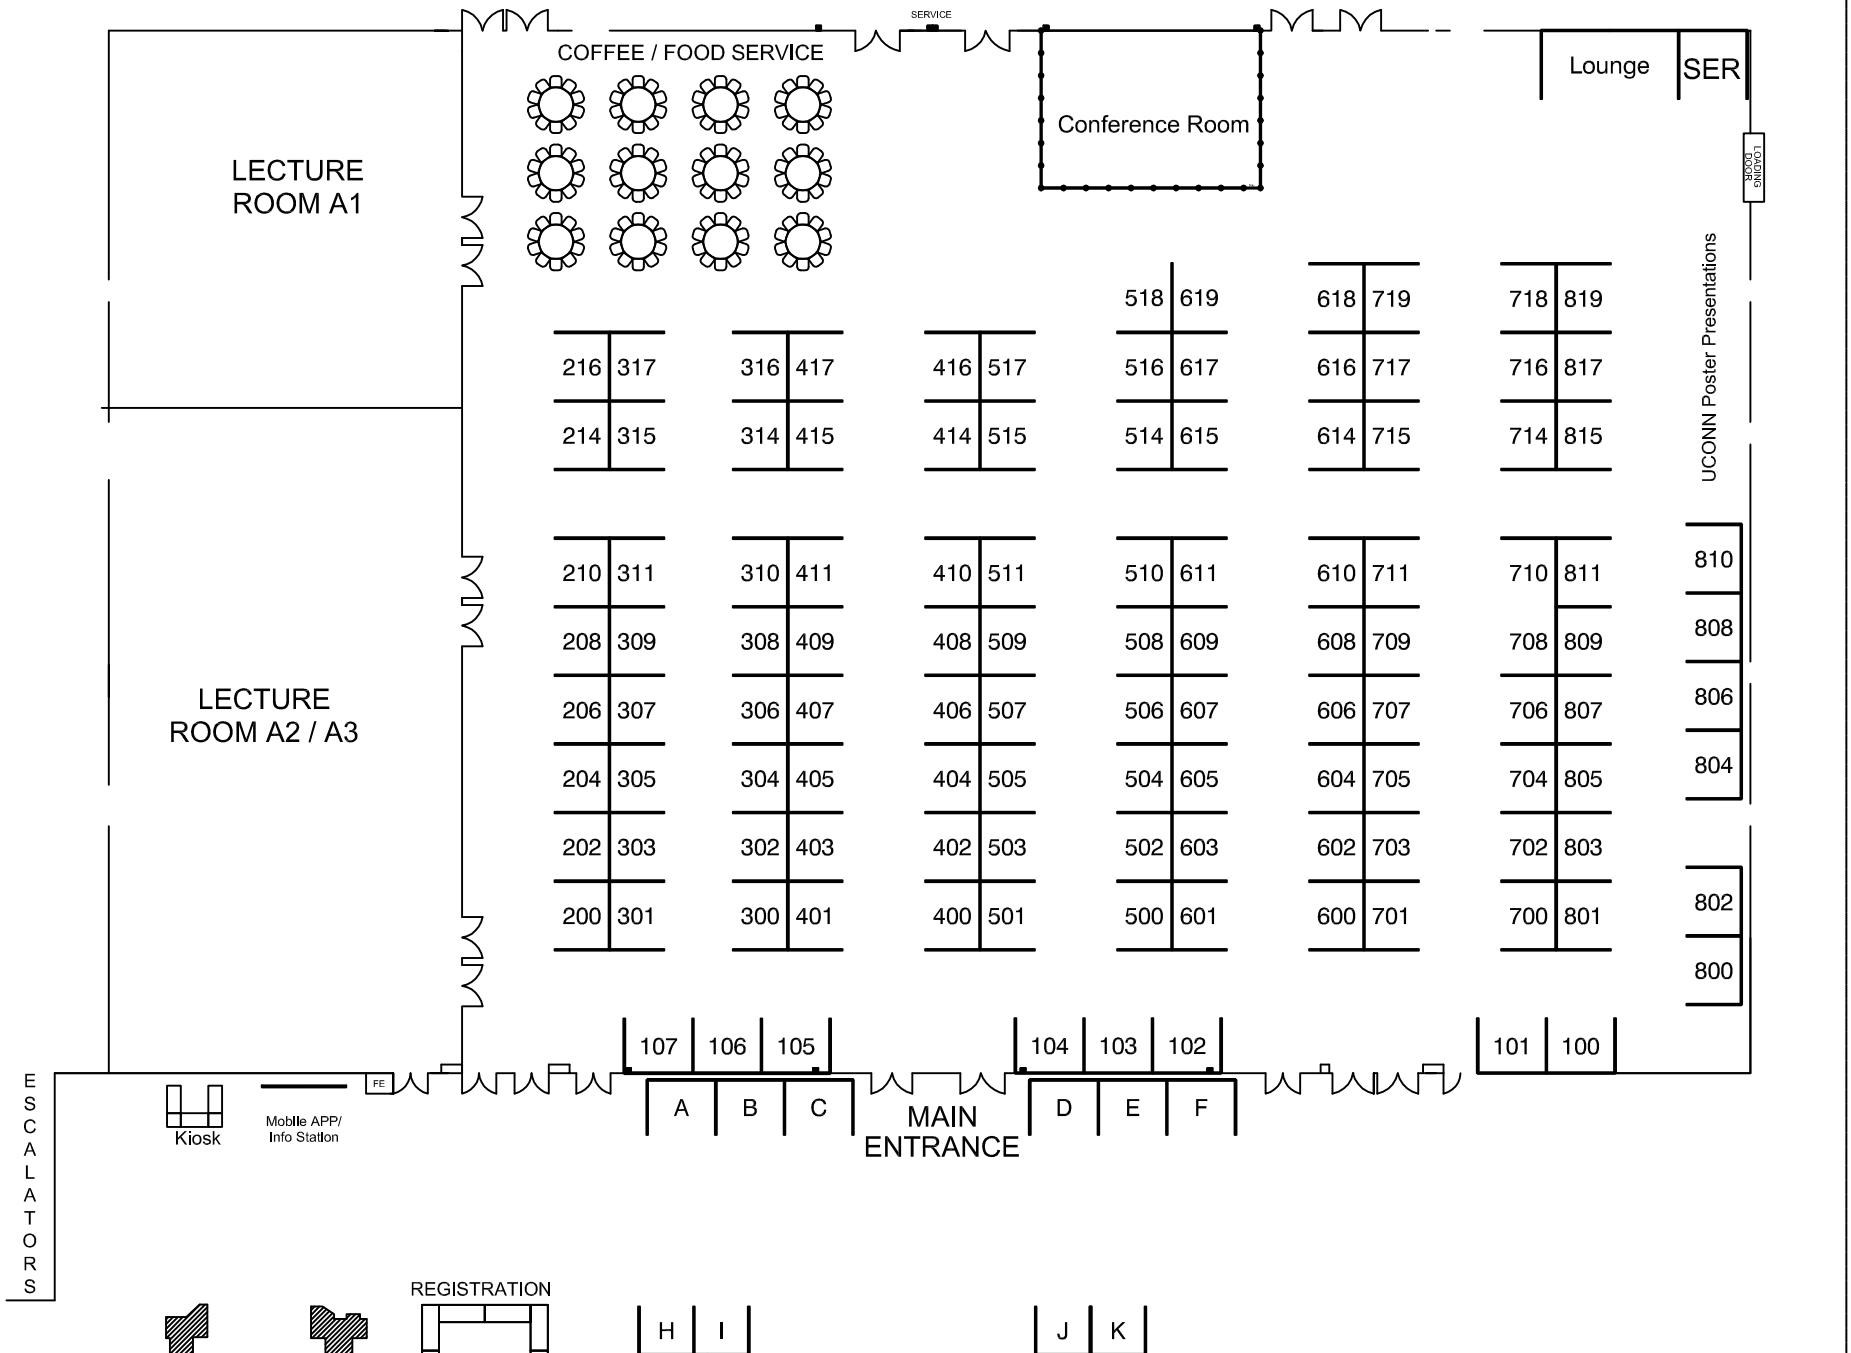 SERVICE
COFFEE / FOOD SERVICE
Lounge
SER
Conference Room
LOADING
DOOR
LECTURE
ROOM A1
UCONN Poster Presentations
518 619
618 719
718 819
216 317
316 417
416 517
516 617
616 717
716 817
214 315
314 415
414 515
514 615
614 715
714 815
210 311
310 411
410 511
510 611
610 711
710 811
810
208 309
308 409
408 509
508 609
608 709
708 809
808
LECTURE
ROOM A2 / A3
206 307
306 407
406 507
506 607
606 707
706 807
806
204 305
304 405
404 505
504 605
604 705
704 805
804
202 303
302 403
402 503
502 603
602 703
702 803
802
200 301
300 401
400 501
500 601
600 701
700 801
800
107 106 105
104 103 102
101 100
ESCALATORS
FE
Kiosk
Mobile APP/
Info Station
A B C
MAIN
ENTRANCE
D E F
REGISTRATION
H I
J K